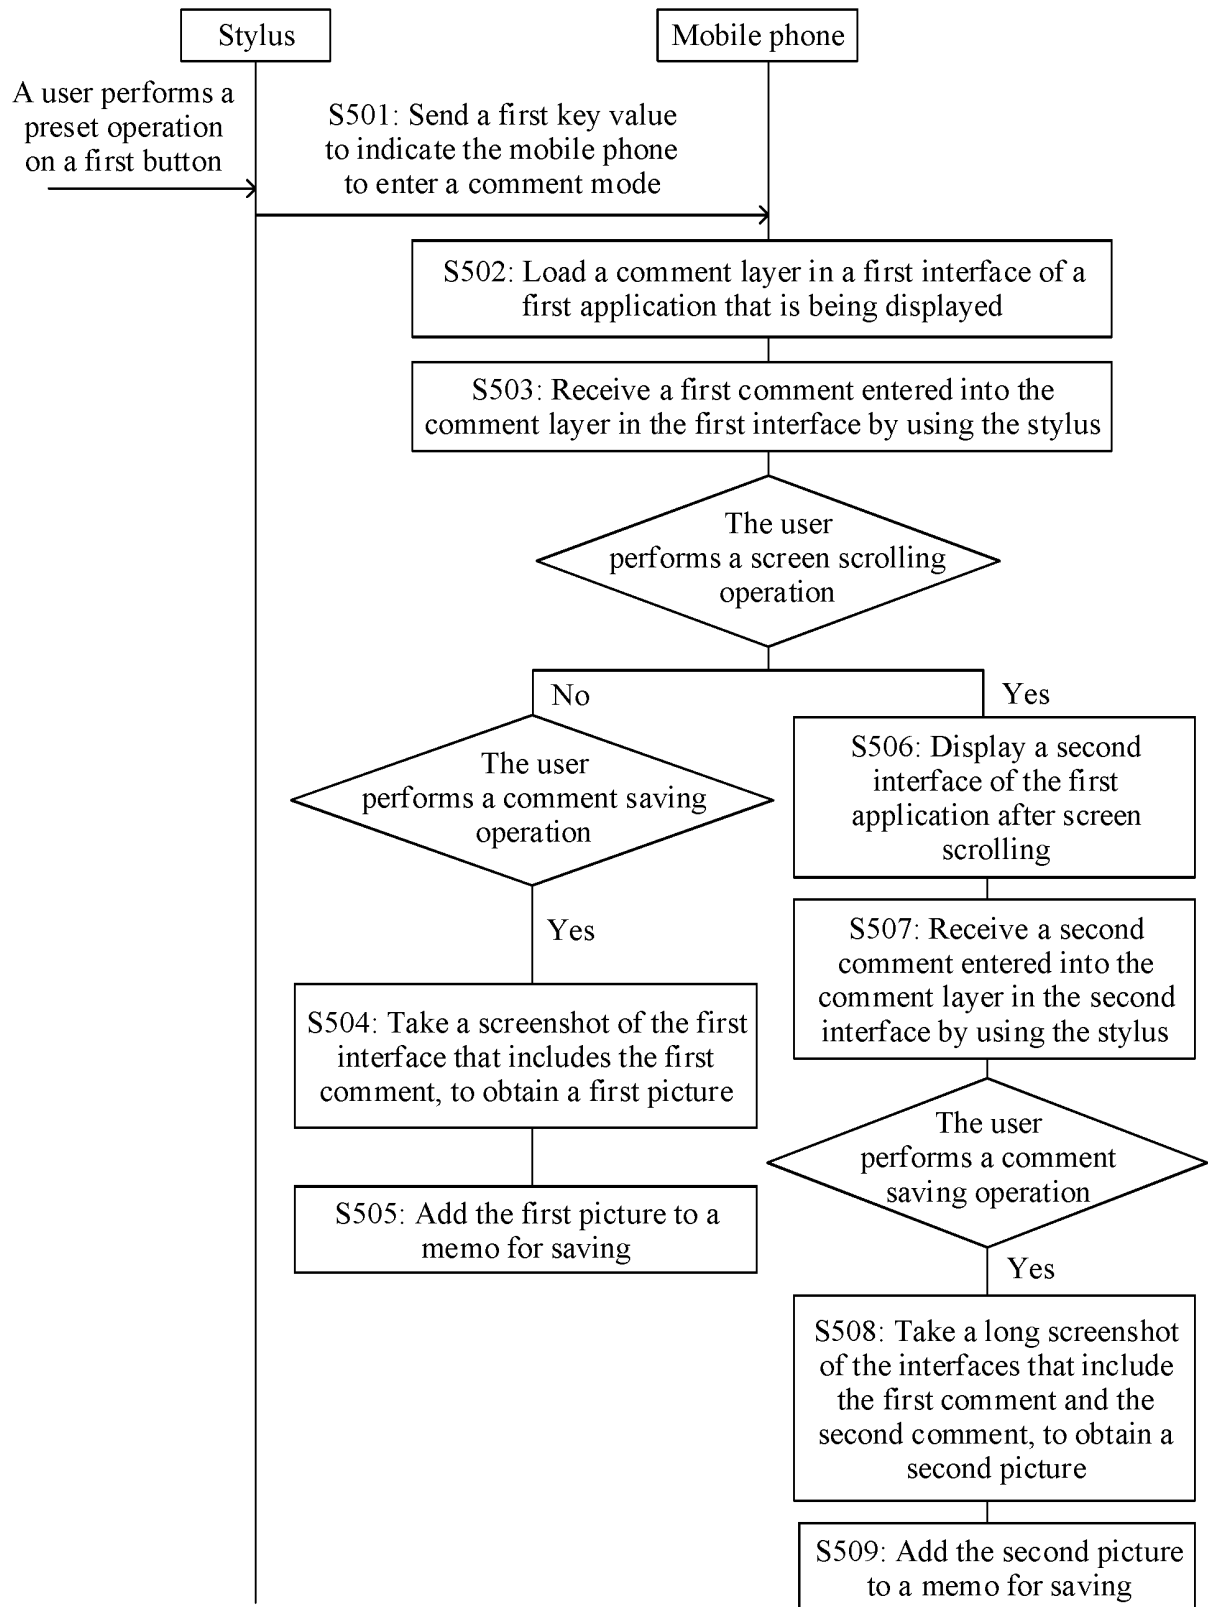 Stylus
Mobile phone
A user performs a
preset operation
on a first button
S501: Send a first key value
to indicate the mobile phone
to enter a comment mode
S502: Load a comment layer in a first interface of a
first application that is being displayed
S503: Receive a first comment entered into the
comment layer in the first interface by using the stylus
The user
performs a screen scrolling
operation
No
Yes
The user
performs a comment saving
operation
Yes
S504: Take a screenshot of the first
interface that includes the first
comment, to obtain a first picture
S505: Add the first picture to a
memo for saving
S506: Display a second
interface of the first
application after screen
scrolling
S507: Receive a second
comment entered into the
comment layer in the second
interface by using the stylus
The user
performs a comment
saving operation
Yes
S508: Take a long screenshot
of the interfaces that include
the first comment and the
second comment, to obtain a
second picture
S509: Add the second picture
to a memo for saving